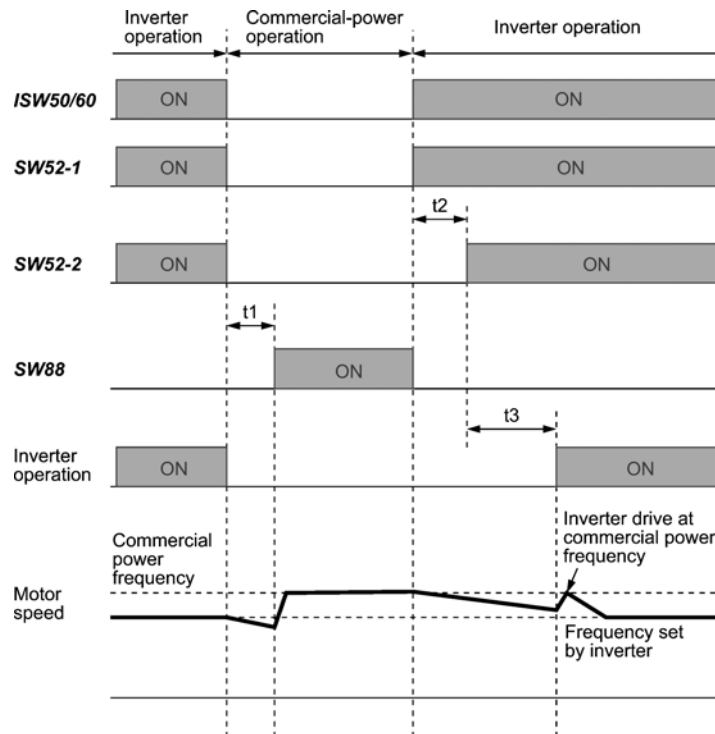 Inverter
operation
Commercial-power
operation
Inverter operation
ISW50/60
ON
ON
SW52-1
ON
ON
t2
SW52-2
ON
ON
t1
SW88
ON
t3
Inverter
operation
ON
ON
Commercial
power
frequency
Inverter drive at
commercial power
frequency
Motor
speed
Frequency set
by inverter